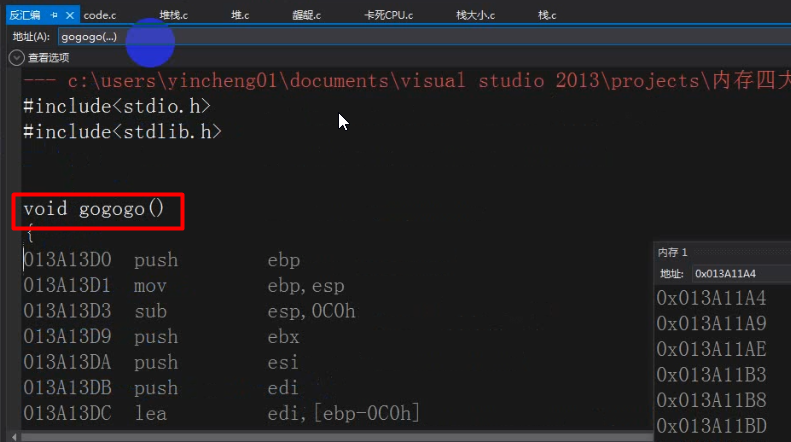 反汇编 code.c 堆栈.c 堆.c 龌龊.c 卡死CPU.c 栈大小.c 栈.c
地址(A): gogogo(...)
查看选项
--- c:\users\yincheng01\documents\visual studio 2013\projects\内存四大
#include<stdio.h>
#include<stdlib.h>
void gogogo()
{
013A13D0 push ebp
013A13D1 mov ebp,esp
013A13D3 sub esp,0C0h
013A13D9 push ebx
013A13DA push esi
013A13DB push edi
013A13DC lea edi,[ebp-0C0h]
内存 1
地址: 0x013A11A4
0x013A11A4
0x013A11A9
0x013A11AE
0x013A11B3
0x013A11B8
0x013A11BD